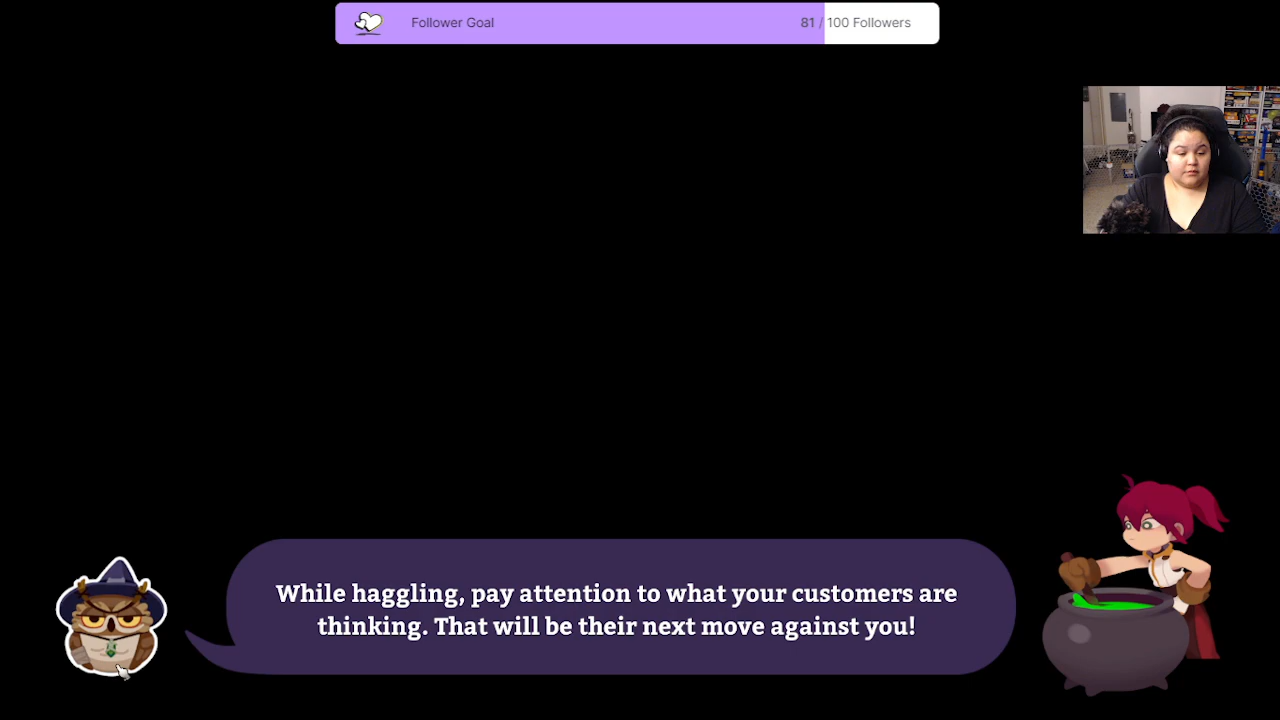 Follower Goal
81 / 100 Followers
While haggling, pay attention to what your customers are
thinking. That will be their next move against you!